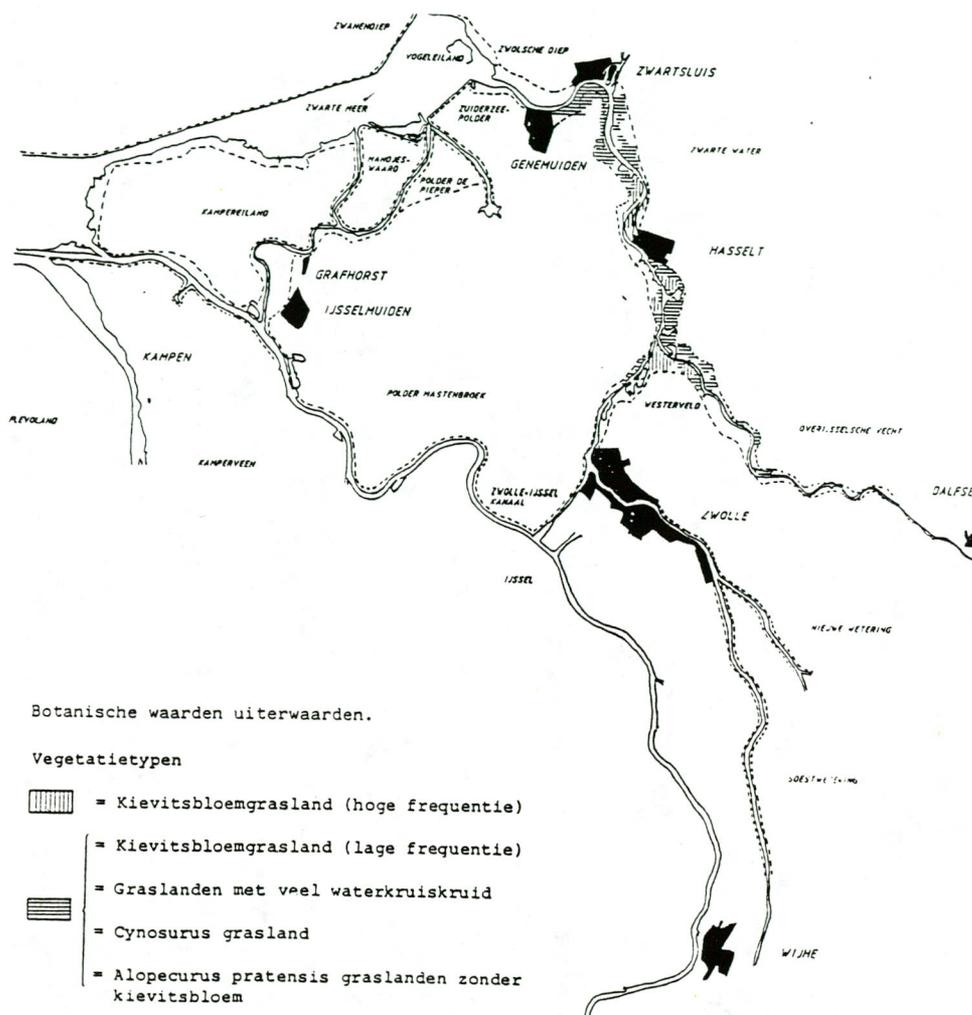 ZWANENDIEP
VOGELEILAND
ZWOLSCHE DIEP
ZWARTSLUIS
ZWARTE MEER
ZUIDERZEE-
POLDER
GENEMUIDEN
ZWARTE WATER
MANDJES-
WAARD
POLDER DE
PIEPER
KAMPEREILAND
HASSELT
GRAFHORST
IJSSELMUIDEN
KAMPEN
POLDER MASTENBROEK
WESTERVELD
FLEVOLAND
OVERIJSSELSCHE VECHT
KAMPERVEEN
ZWOLLE-IJSSEL
KANAAL
DALFSE
ZWOLLE
IJSSEL
NIEUWE WETERING
Botanische waarden uiterwaarden.
Vegetatietypen
SOESTWETERING
= Kievitsbloemgrasland (hoge frequentie)
= Kievitsbloemgrasland (lage frequentie)
= Graslanden met veel waterkruiskruid
= Cynosurus grasland
WIJHE
= Alopecurus pratensis graslanden zonder
kievitsbloem